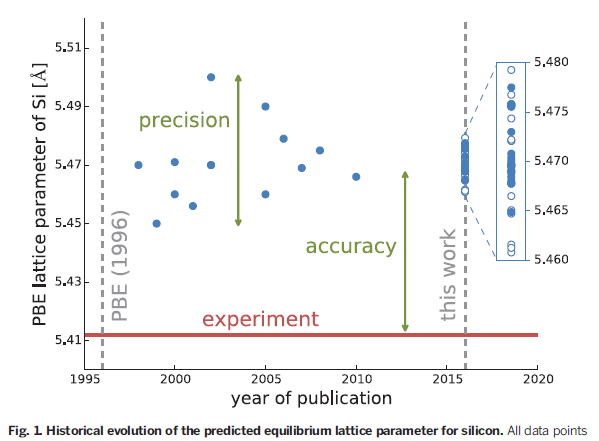 PBE lattice parameter of Si [Å]
5.51
5.49
5.47
5.45
5.43
5.41
precision
accuracy
experiment
PBE (1996)
this work
5.480
5.475
5.470
5.465
5.460
1995
2000
2005
2010
2015
2020
year of publication
Fig. 1. Historical evolution of the predicted equilibrium lattice parameter for silicon. All data points